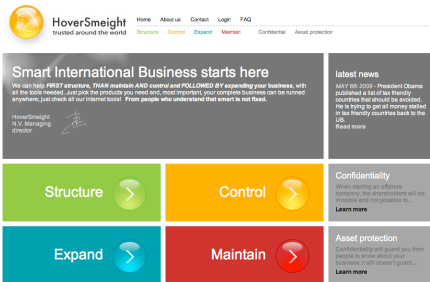 HoverSmeight
trusted around the world
Home About us Contact Login FAQ
Structure Control Expand Maintain Confidential Asset protection
Smart International Business starts here
We can help FIRST structure, THAN maintain AND control and FOLLOWED BY expanding your business, with
all the tools needed. Just pick the products you need and, most important, your complete business can be runned
anywhere; just check all our internet tools! From people who understand that smart is not fixed.
HoverSmeight
N.V. Managing
director
latest news
MAY 6th 2009 - President Obama
published a list of tax friendly
countries that should be avoided.
He is trying to get all money stalled
in tax friendly countries back to the
US.
Read more
Structure
Control
Confidentiality
When starting an offshore
company, the shareholders will be
invisible and not possible to...
Learn more
Expand
Maintain
Asset protection
Confidentiality will guard you from
people to know about your
business, it still doesn't guard...
Learn more